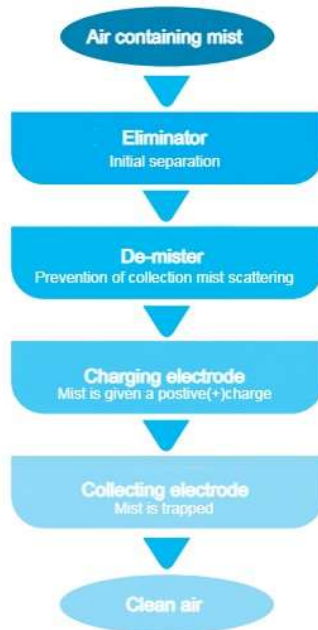 Air containing mist
Eliminator
Initial separation
De-mister
Prevention of collection mist scattering
Charging electrode
Mist is given a postive(+)charge
Collecting electrode
Mist is trapped
Clean air